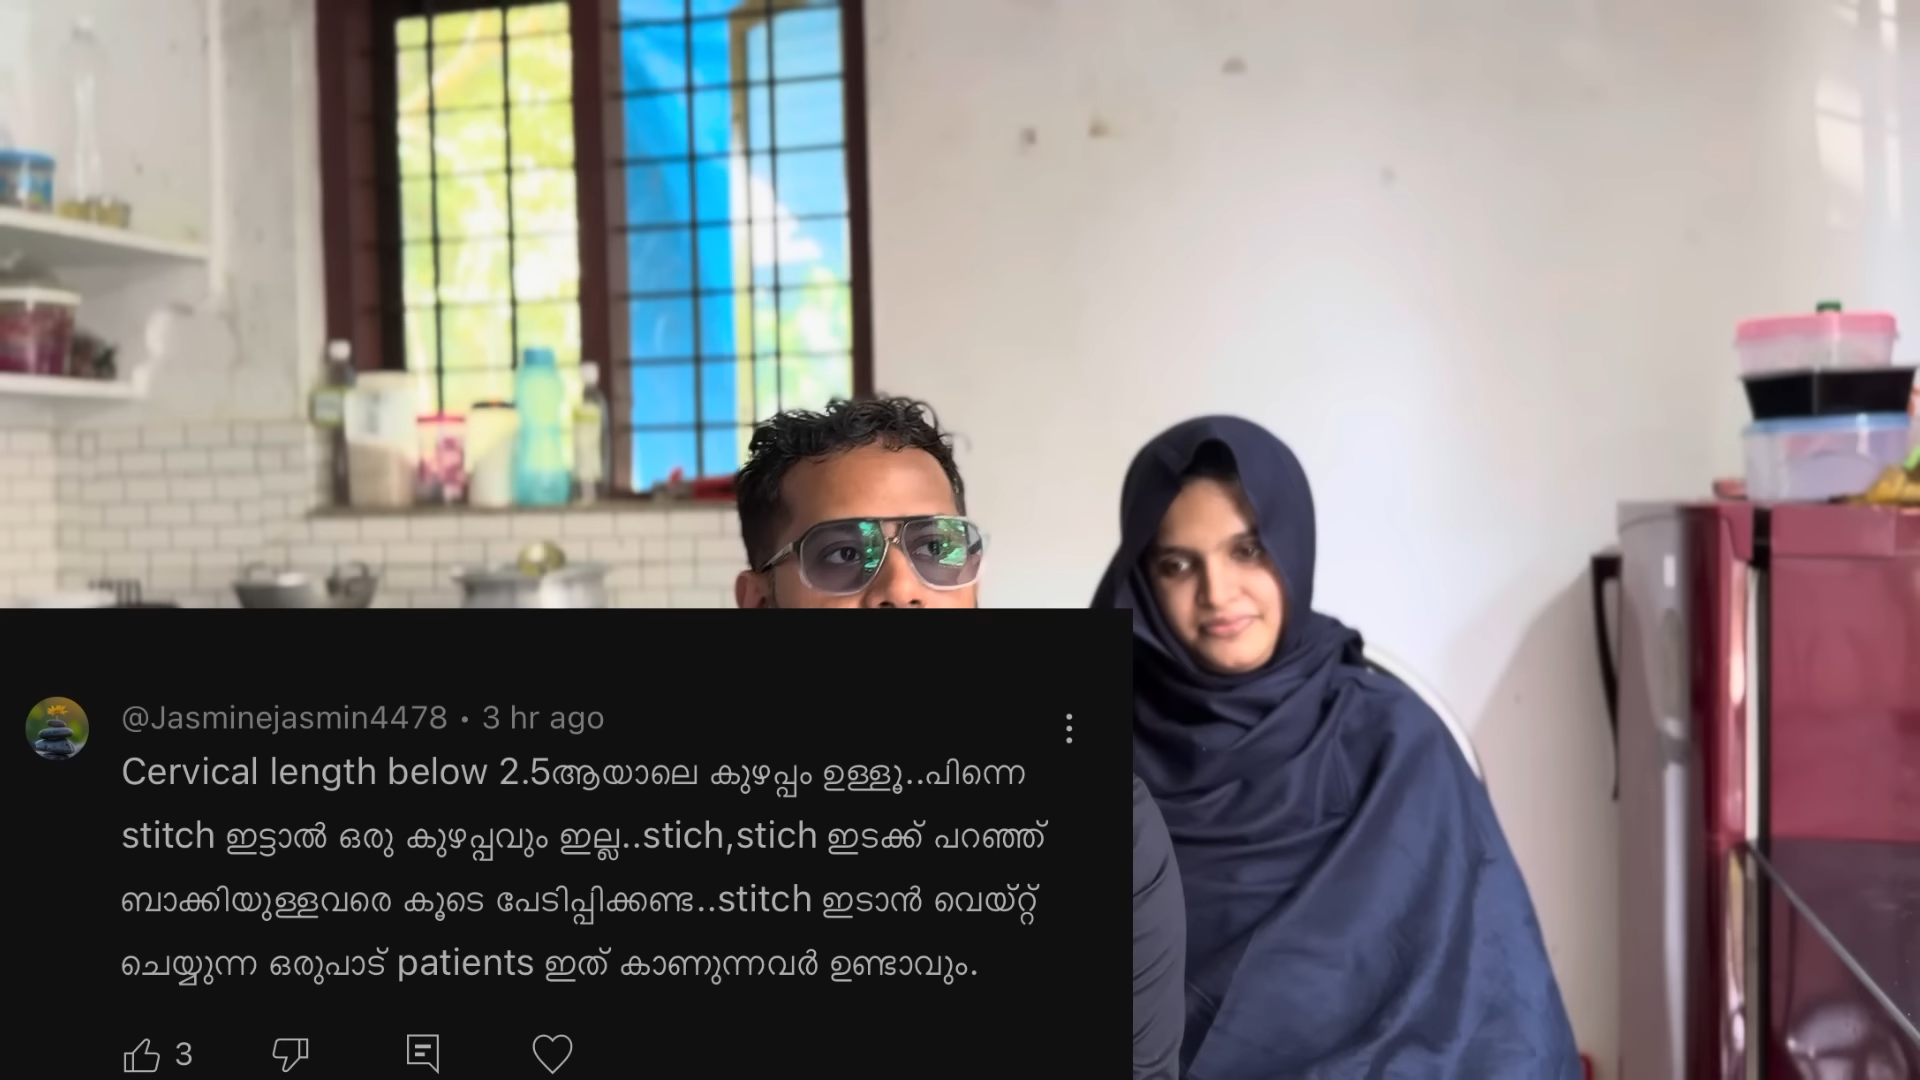 @Jasminejasmin4478 • 3 hr ago
Cervical length below 2.5ആയാലെ കുഴപ്പം ഉള്ളൂ..പിന്നെ
stitch ഇട്ടാൽ ഒരു കുഴപ്പവും ഇല്ല..stich,stich ഇടക്ക് പറഞ്ഞ്
ബാക്കിയുള്ളവരെ കൂടെ പേടിപ്പിക്കണ്ട..stitch ഇടാൻ വെയ്റ്റ്
ചെയ്യുന്ന ഒരുപാട് patients ഇത് കാണുന്നവർ ഉണ്ടാവും.
3